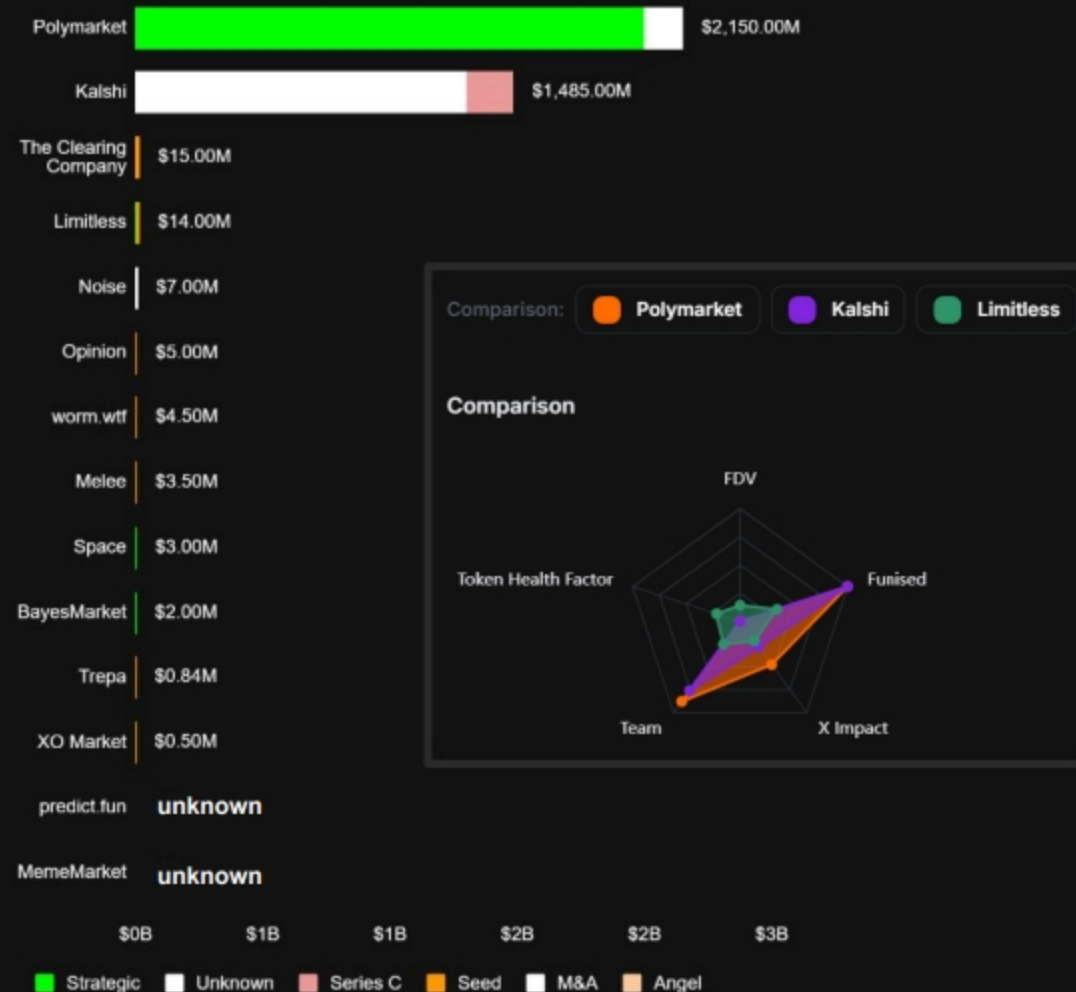 Polymarket
$2,150.00M
Kalshi
$1,485.00M
The Clearing
Company
$15.00M
Limitless
$14.00M
Noise
$7.00M
Opinion
$5.00M
worm.wtf
$4.50M
Melee
$3.50M
Space
$3.00M
BayesMarket
$2.00M
Trepa
$0.84M
XO Market
$0.50M
predict.fun
unknown
MemeMarket
unknown
$0B $1B $1B $2B $2B $3B
Strategic Unknown Series C Seed M&A Angel
Comparison: Polymarket Kalshi Limitless
Comparison
FDV
Token Health Factor
Funised
Team
X Impact